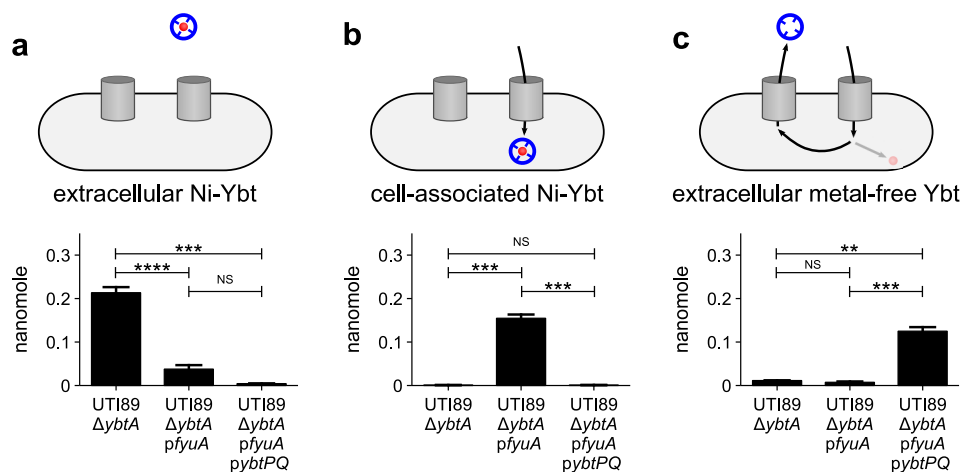 a
extracellular Ni-Ybt
nanomole
0.3
0.2
0.1
0
***
****
NS
UTI89
ΔybtA
UTI89
ΔybtA
pfyuA
UTI89
ΔybtA
pfyuA
pybtPQ
b
cell-associated Ni-Ybt
nanomole
0.3
0.2
0.1
0
NS
***
***
UTI89
ΔybtA
UTI89
ΔybtA
pfyuA
UTI89
ΔybtA
pfyuA
pybtPQ
c
extracellular metal-free Ybt
nanomole
0.3
0.2
0.1
0
**
NS
***
UTI89
ΔybtA
UTI89
ΔybtA
pfyuA
UTI89
ΔybtA
pfyuA
pybtPQ